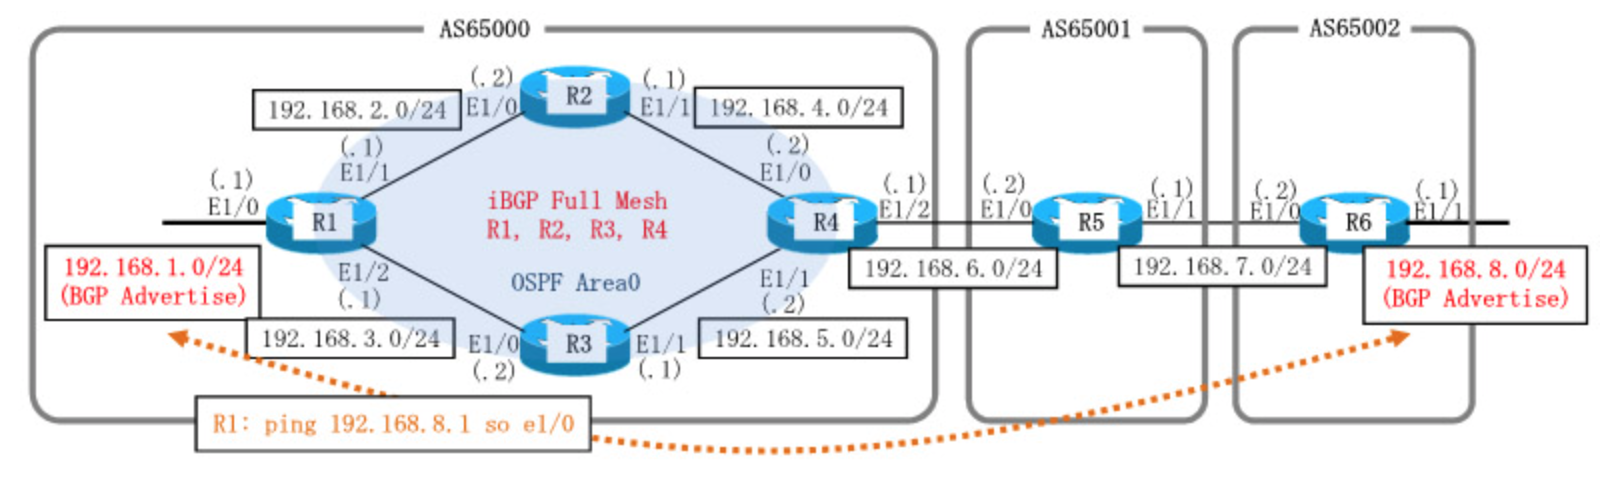 AS65000
AS65001
AS65002
(.2)
E1/0
R2
(.1)
E1/1
192.168.2.0/24
192.168.4.0/24
(.1)
E1/1
(.2)
E1/0
(.1)
E1/0
R1
iBGP Full Mesh
R1, R2, R3, R4
OSPF Area0
R4
(.1)
E1/2
(.2)
E1/0
R5
(.1)
E1/1
(.2)
E1/0
R6
(.1)
E1/1
192.168.1.0/24
(BGP Advertise)
E1/2
(.1)
E1/1
(.2)
192.168.6.0/24
192.168.7.0/24
192.168.8.0/24
(BGP Advertise)
192.168.3.0/24
E1/0
(.2)
R3
E1/1
(.1)
192.168.5.0/24
R1: ping 192.168.8.1 so e1/0